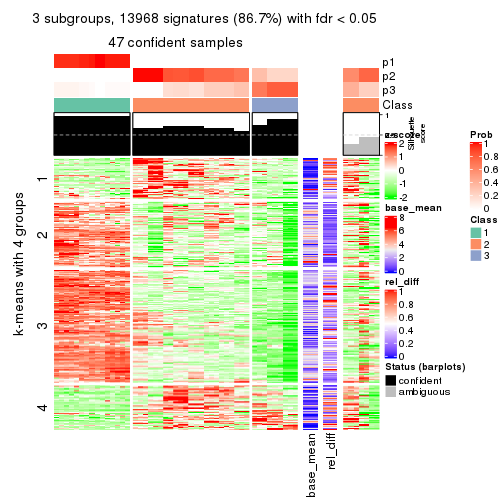 3 subgroups, 13968 signatures (86.7%) with fdr < 0.05
47 confident samples
p1
p2
p3
Class
1
Silhouette
score
z-score
2
1
0
-1
-2
Prob
1
0.8
0.6
0.4
0.2
0
base_mean
8
6
4
2
0
Class
1
2
3
rel_diff
1
0.8
0.6
0.4
0.2
0
Status (barplots)
confident
ambiguous
k-means with 4 groups
1
2
3
4
base_mean
rel_diff